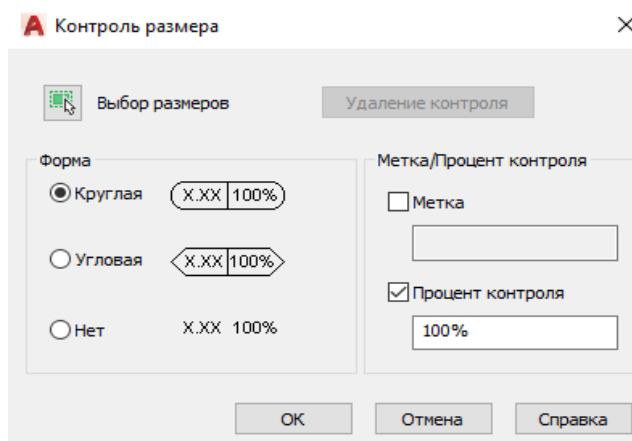 Контроль размера
Выбор размеров
Удаление контроля
Форма
Круглая
X.XX 100%
Угловая
X.XX 100%
Нет
X.XX 100%
Метка/Процент контроля
Метка
Процент контроля
100%
ОК
Отмена
Справка